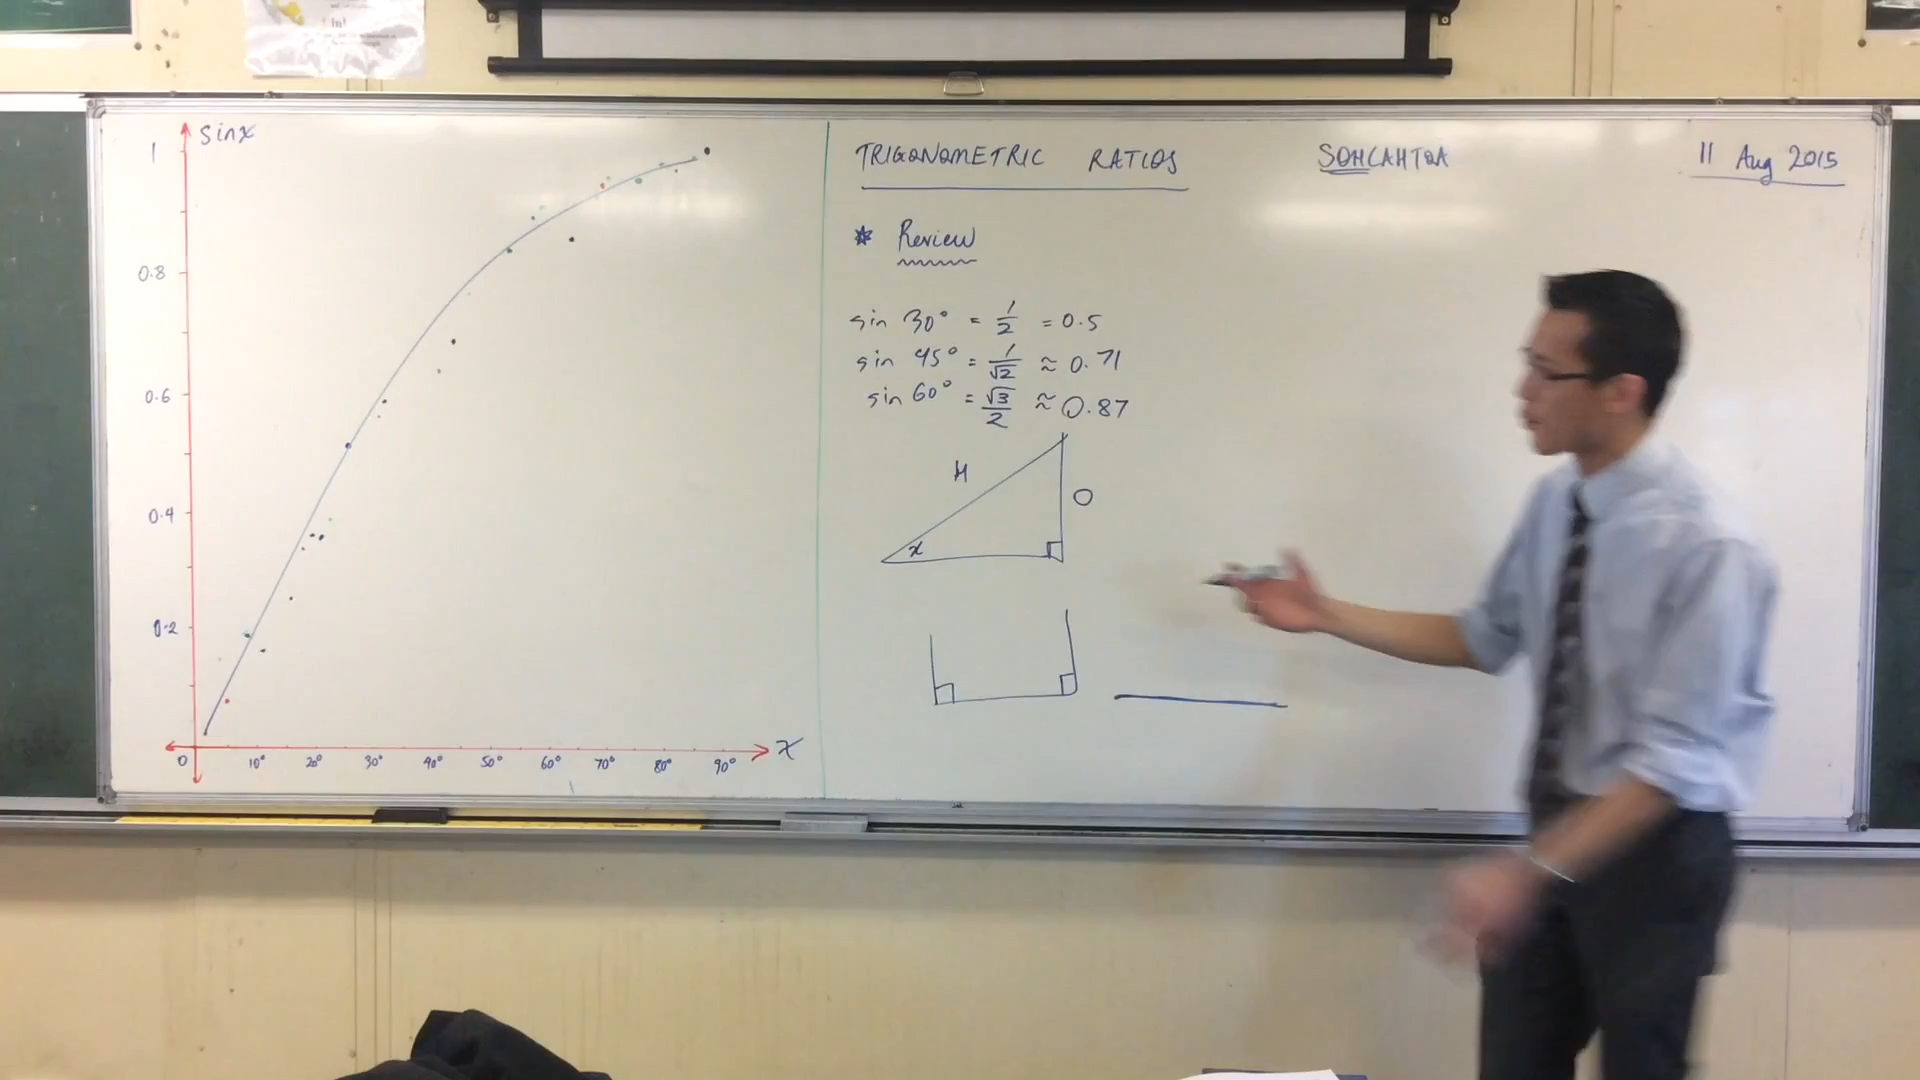 In!
sinx
1
0.8
0.6
0.4
0.2
0 10° 20° 30° 40° 50° 60° 70° 80° 90° x
TRIGONOMETRIC RATIOS SOHCAHTOA 11 Aug 2015
* Review
sin 30° = 1/2 = 0.5
sin 45° = 1/√2 ≈ 0.71
sin 60° = √3/2 ≈ 0.87
H
O
x